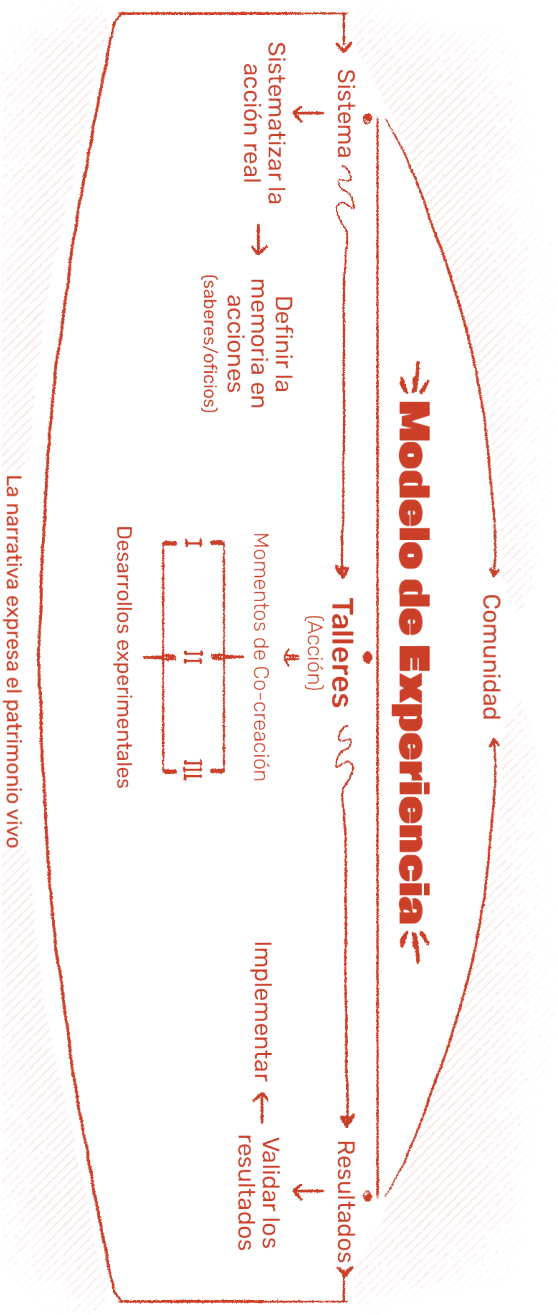 Comunidad
Modelo de Experiencia
Sistema
Sistematizar la
acción real
Definir la
memoria en
acciones
(saberes/oficios)
Talleres
(Acción)
Momentos de Co-creación
I
II
III
Desarrollos experimentales
Resultados
Validar los
resultados
Implementar
La narrativa expresa el patrimonio vivo